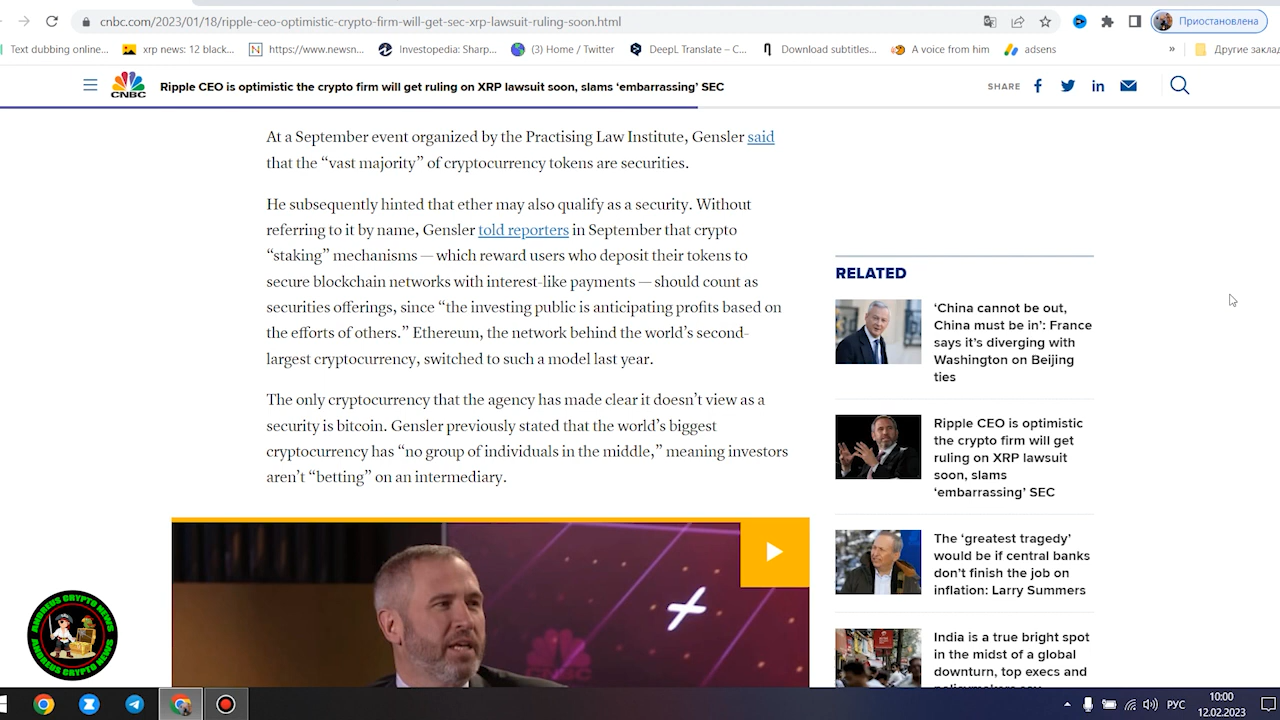 cnbc.com/2023/01/18/ripple-ceo-optimistic-crypto-firm-will-get-sec-xrp-lawsuit-ruling-soon.html
Приостановлена
Text dubbing online...
xrp news: 12 black...
https://www.newsn...
Investopedia: Sharp...
(3) Home / Twitter
DeepL Translate – C...
Download subtitles...
A voice from him
adsens
»
Другие закла
CNBC
Ripple CEO is optimistic the crypto firm will get ruling on XRP lawsuit soon, slams ‘embarrassing’ SEC
SHARE
At a September event organized by the Practising Law Institute, Gensler said
that the “vast majority” of cryptocurrency tokens are securities.
He subsequently hinted that ether may also qualify as a security. Without
referring to it by name, Gensler told reporters in September that crypto
“staking” mechanisms — which reward users who deposit their tokens to
secure blockchain networks with interest-like payments — should count as
securities offerings, since “the investing public is anticipating profits based on
the efforts of others.” Ethereum, the network behind the world’s second-
largest cryptocurrency, switched to such a model last year.
The only cryptocurrency that the agency has made clear it doesn’t view as a
security is bitcoin. Gensler previously stated that the world’s biggest
cryptocurrency has “no group of individuals in the middle,” meaning investors
aren’t “betting” on an intermediary.
RELATED
‘China cannot be out,
China must be in’: France
says it’s diverging with
Washington on Beijing
ties
Ripple CEO is optimistic
the crypto firm will get
ruling on XRP lawsuit
soon, slams
‘embarrassing’ SEC
The ‘greatest tragedy’
would be if central banks
don’t finish the job on
inflation: Larry Summers
India is a true bright spot
in the midst of a global
downturn, top execs and
ANDREUS CRYPTO NEWS
ANDREUS CRYPTO NEWS
РУС
10:00
12.02.2023